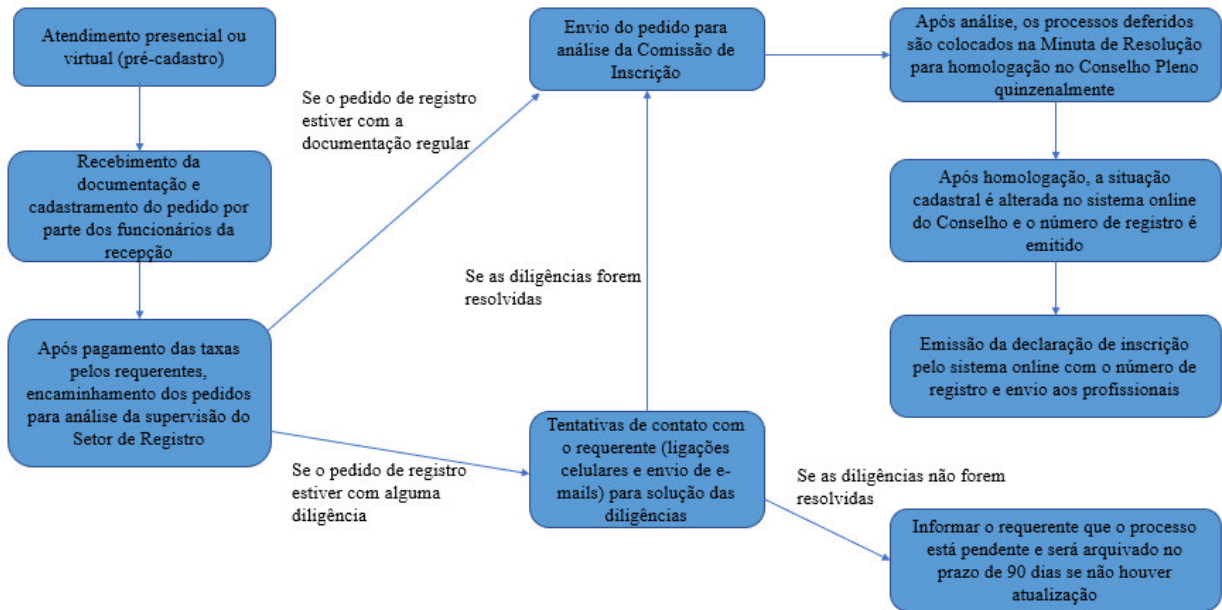 Atendimento presencial ou
virtual (pré-cadastro)
Recebimento da
documentação e
cadastramento do pedido por
parte dos funcionários da
recepção
Após pagamento das taxas
pelos requerentes,
encaminhamento dos pedidos
para análise da supervisão do
Setor de Registro
Se o pedido de registro
estiver com a
documentação regular
Se o pedido de registro
estiver com alguma
diligência
Envio do pedido para
análise da Comissão de
Inscrição
Se as diligências forem
resolvidas
Tentativas de contato com
o requerente (ligações
celulares e envio de e-
mails) para solução das
diligências
Se as diligências não forem
resolvidas
Após análise, os processos deferidos
são colocados na Minuta de Resolução
para homologação no Conselho Pleno
quinzenalmente
Após homologação, a situação
cadastral é alterada no sistema online
do Conselho e o número de registro é
emitido
Emissão da declaração de inscrição
pelo sistema online com o número de
registro e envio aos profissionais
Informar o requerente que o processo
está pendente e será arquivado no
prazo de 90 dias se não houver
atualização